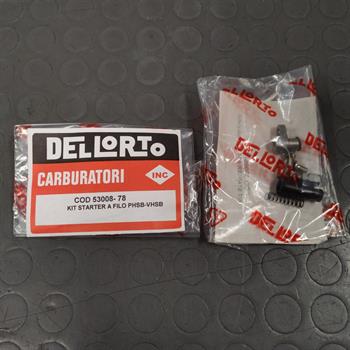 DELLORTO
CARBURATORI
INC
COD 53008- 78
KIT STARTER A FILO PHSB-VHSB